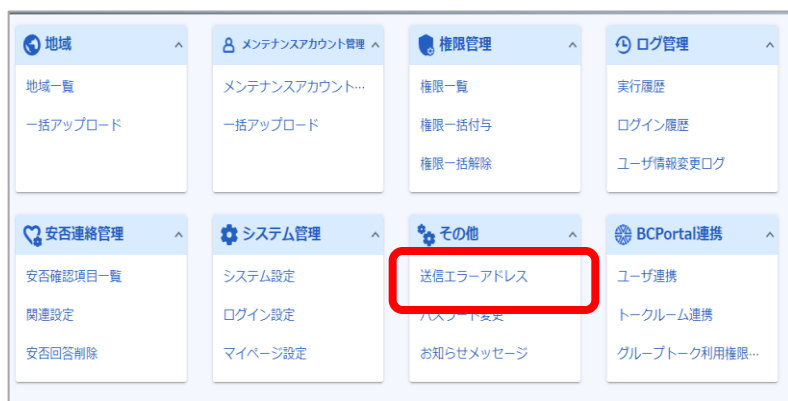 地域
地域一覧
一括アップロード
メンテナンスアカウント管理
メンテナンスアカウント…
一括アップロード
権限管理
権限一覧
権限一括付与
権限一括解除
ログ管理
実行履歴
ログイン履歴
ユーザ情報変更ログ
安否連絡管理
安否確認項目一覧
関連設定
安否回答削除
システム管理
システム設定
ログイン設定
マイページ設定
その他
送信エラーアドレス
パスワード変更
お知らせメッセージ
BCPortal連携
ユーザ連携
トークルーム連携
グループトーク利用権限…